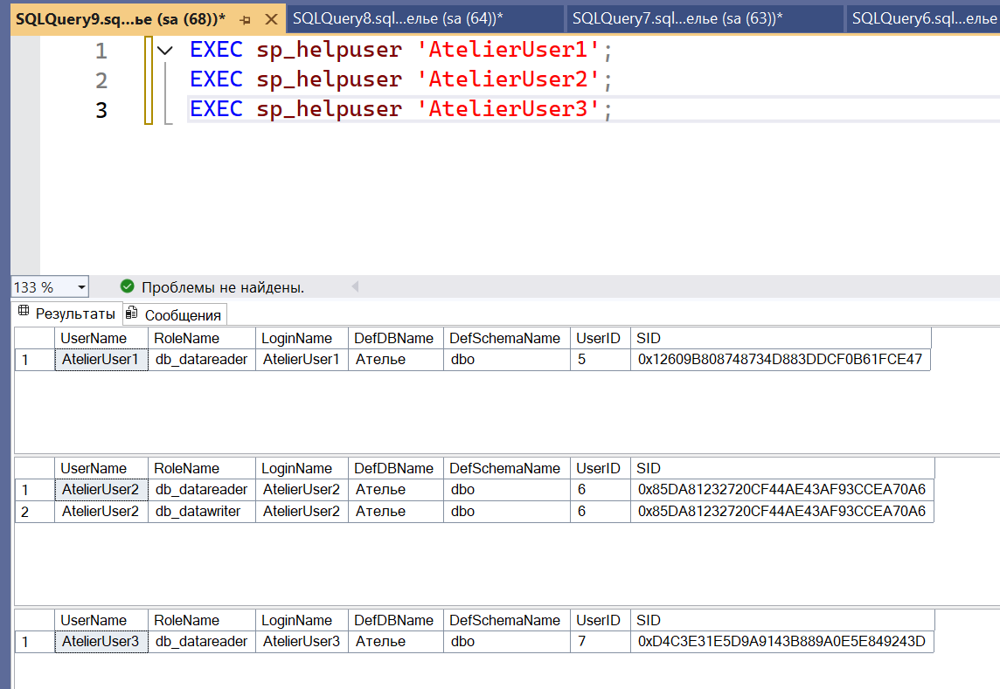 SQLQuery9.sq...ье (sa (68))* SQLQuery8.sql...елье (sa (64))* SQLQuery7.sql...елье (sa (63))* SQLQuery6.sql...елье
1 EXEC sp_helpuser 'AtelierUser1';
2 EXEC sp_helpuser 'AtelierUser2';
3 EXEC sp_helpuser 'AtelierUser3';
133 % Проблемы не найдены.
Результаты Сообщения
UserName RoleName LoginName DefDBName DefSchemaName UserID SID
1 AtelierUser1 db_datareader AtelierUser1 Ателье dbo 5 0x12609B808748734D883DDCF0B61FCE47
UserName RoleName LoginName DefDBName DefSchemaName UserID SID
1 AtelierUser2 db_datareader AtelierUser2 Ателье dbo 6 0x85DA81232720CF44AE43AF93CCEA70A6
2 AtelierUser2 db_datawriter AtelierUser2 Ателье dbo 6 0x85DA81232720CF44AE43AF93CCEA70A6
UserName RoleName LoginName DefDBName DefSchemaName UserID SID
1 AtelierUser3 db_datareader AtelierUser3 Ателье dbo 7 0xD4C3E31E5D9A9143B889A0E5E849243D